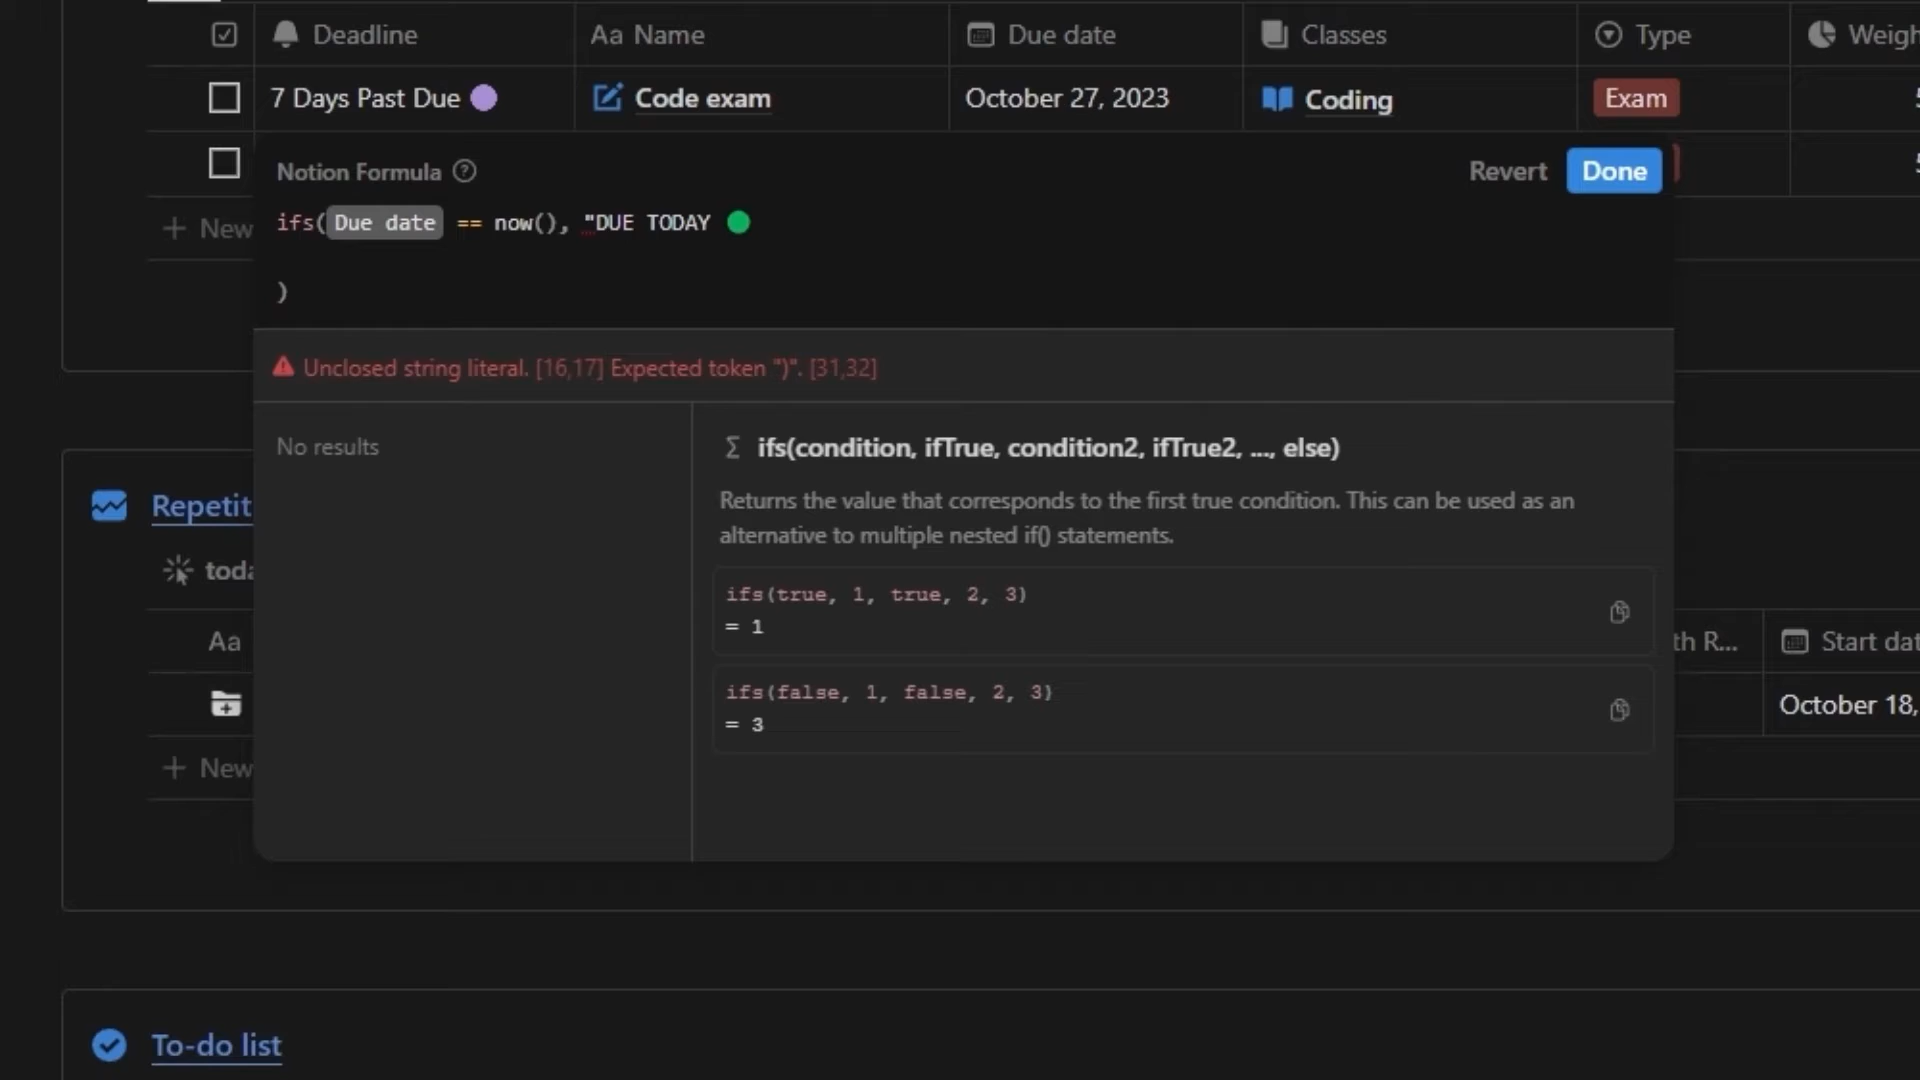 Deadline Aa Name Due date Classes Type Weigh
7 Days Past Due Code exam October 27, 2023 Coding Exam 5
5
Notion Formula ? Revert Done
+ New
ifs(Due date == now(), "DUE TODAY
)
Unclosed string literal. [16,17] Expected token ")". [31,32]
No results
Σ ifs(condition, ifTrue, condition2, ifTrue2, ..., else)
Returns the value that corresponds to the first true condition. This can be used as an
alternative to multiple nested if() statements.
ifs(true, 1, true, 2, 3)
= 1
ifs(false, 1, false, 2, 3)
= 3
Repetit
toda
Aa th R... Start dat
October 18,
+ New
To-do list